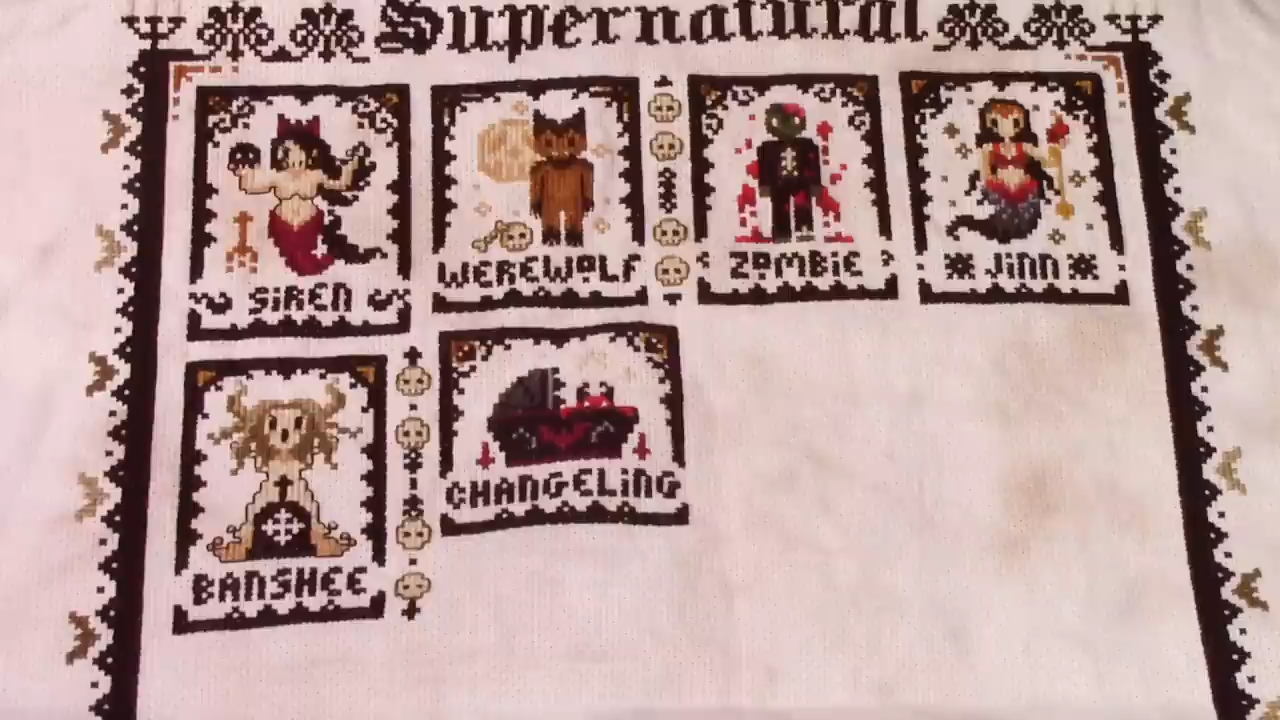 Supernatural
SiREN
WEREWOLF
ZOMBiE
JiNN
BANSHEE
CHANGELiNG